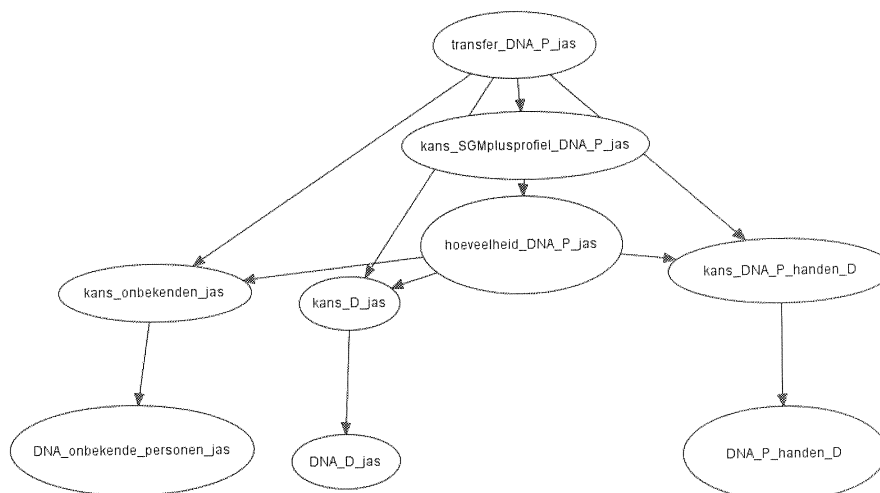 transfer_DNA_P_jas
kans_SGMplusprofiel_DNA_P_jas
hoeveelheid_DNA_P_jas
kans_DNA_P_handen_D
kans_onbekenden_jas
kans_D_jas
DNA_onbekende_personen_jas
DNA_D_jas
DNA_P_handen_D